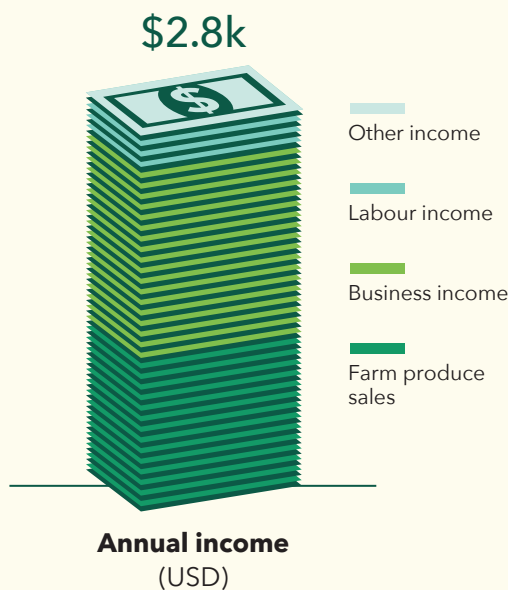 $2.8k
$
Other income
Labour income
Business income
Farm produce
sales
Annual income
(USD)